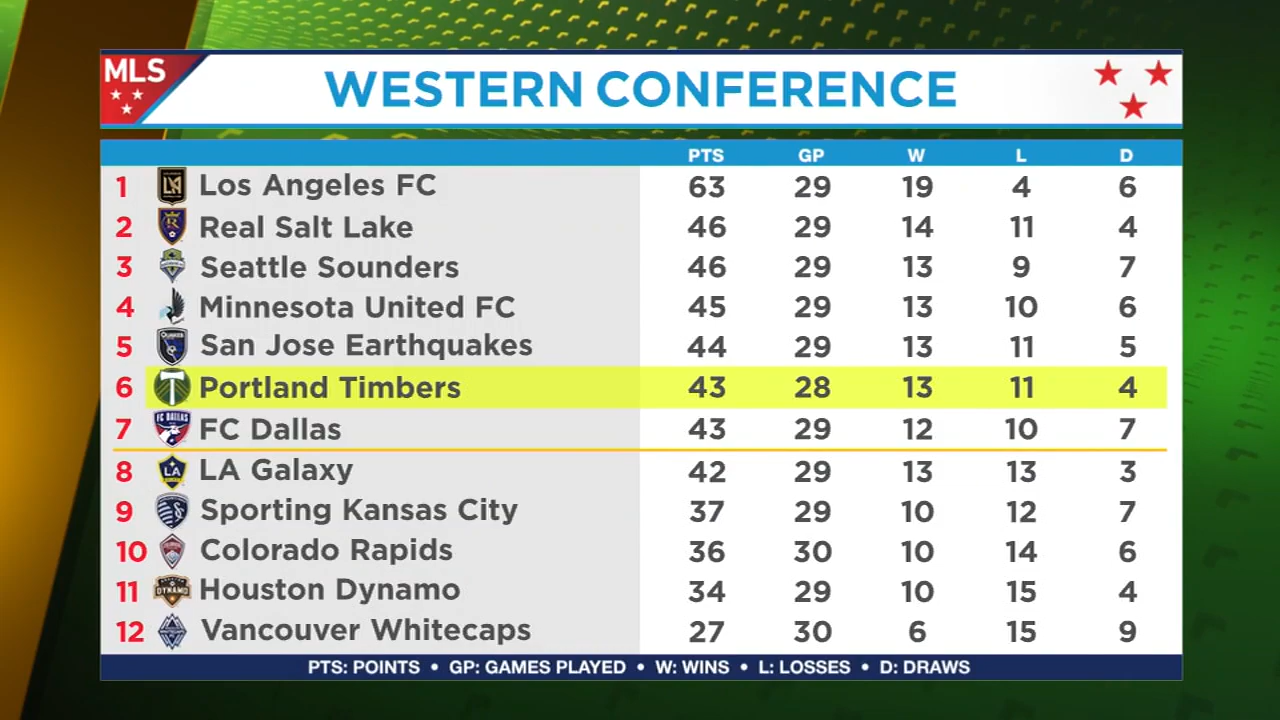 MLS WESTERN CONFERENCE
PTS GP W L D
1 Los Angeles FC 63 29 19 4 6
2 Real Salt Lake 46 29 14 11 4
3 Seattle Sounders 46 29 13 9 7
4 Minnesota United FC 45 29 13 10 6
5 San Jose Earthquakes 44 29 13 11 5
6 Portland Timbers 43 28 13 11 4
7 FC DALLAS FC Dallas 43 29 12 10 7
8 LA LA Galaxy 42 29 13 13 3
9 Sporting Kansas City 37 29 10 12 7
10 Colorado Rapids 36 30 10 14 6
11 DYNAMO Houston Dynamo 34 29 10 15 4
12 Vancouver Whitecaps 27 30 6 15 9
PTS: POINTS • GP: GAMES PLAYED • W: WINS • L: LOSSES • D: DRAWS